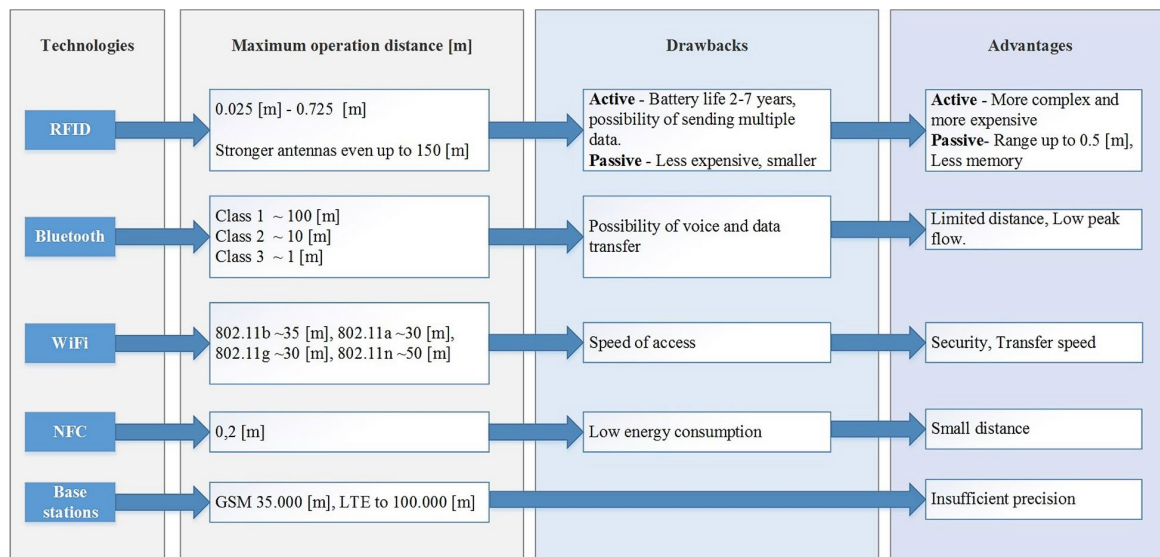 Technologies
Maximum operation distance [m]
Drawbacks
Advantages
RFID
0.025 [m] - 0.725 [m]
Stronger antennas even up to 150 [m]
Active - Battery life 2-7 years,
possibility of sending multiple
data.
Passive - Less expensive, smaller
Active - More complex and
more expensive
Passive- Range up to 0.5 [m],
Less memory
Bluetooth
Class 1 ~ 100 [m]
Class 2 ~ 10 [m]
Class 3 ~ 1 [m]
Possibility of voice and data
transfer
Limited distance, Low peak
flow.
WiFi
802.11b ~35 [m], 802.11a ~30 [m],
802.11g ~30 [m], 802.11n ~50 [m]
Speed of access
Security, Transfer speed
NFC
0,2 [m]
Low energy consumption
Small distance
Base
stations
GSM 35.000 [m], LTE to 100.000 [m]
Insufficient precision